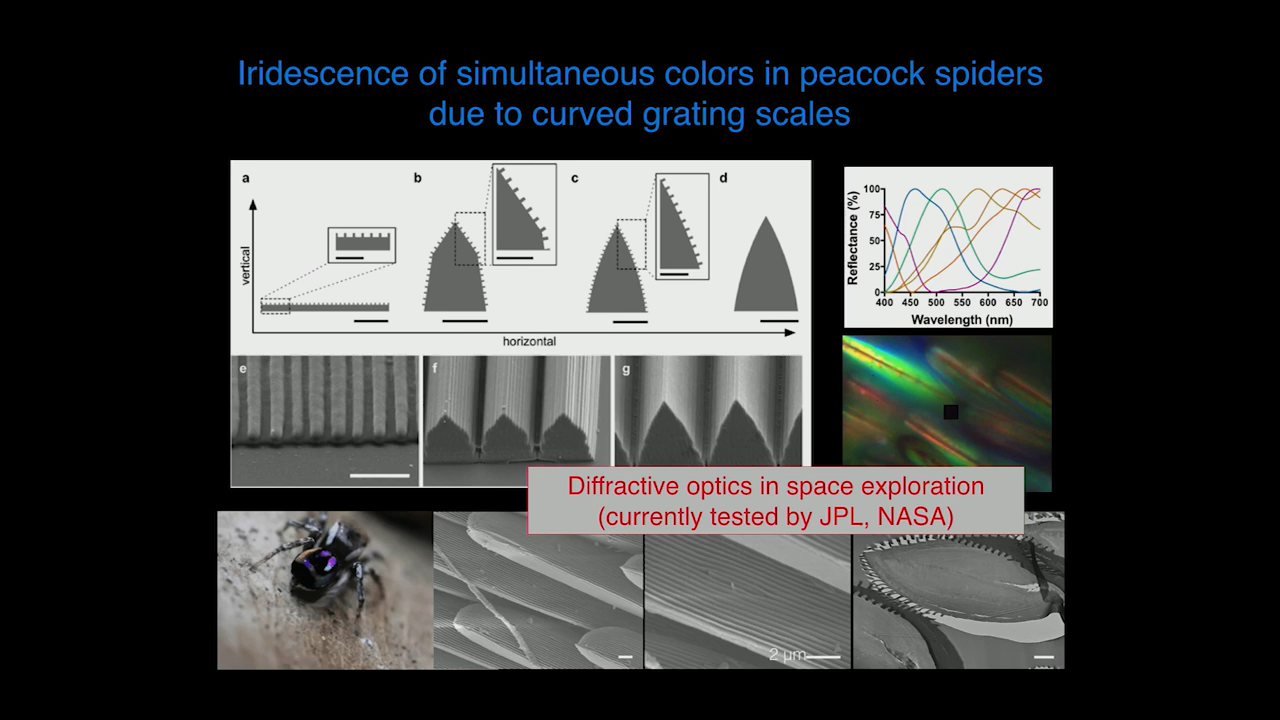 Iridescence of simultaneous colors in peacock spiders
due to curved grating scales
a
b
c
d
vertical
horizontal
e
f
g
Reflectance (%)
100
75
50
25
0
400 450 500 550 600 650 700
Wavelength (nm)
Diffractive optics in space exploration
(currently tested by JPL, NASA)
2 µm